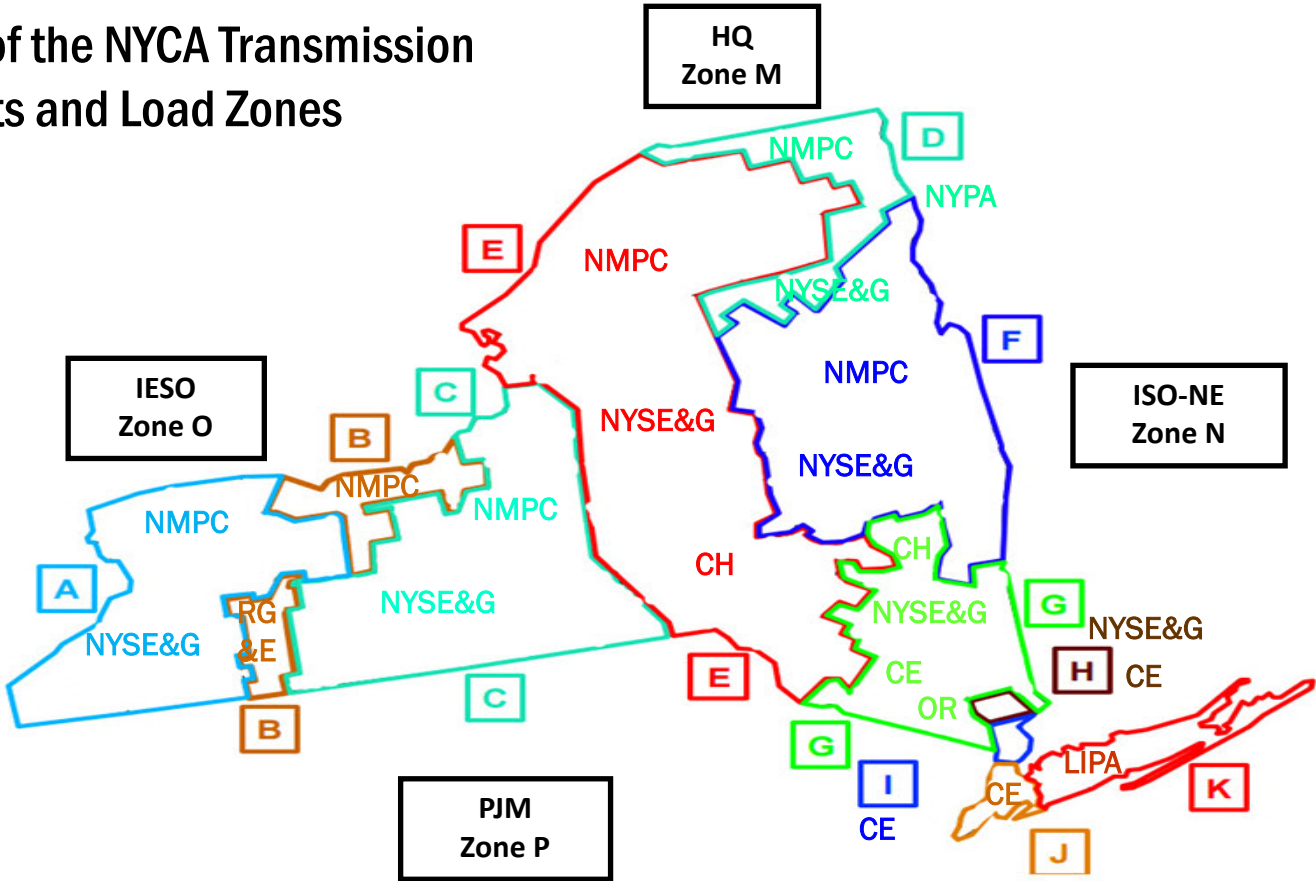 of the NYCA Transmission
ts and Load Zones
HQ
Zone M
D
NMPC
NYPA
E
NMPC
NYSE&G
F
IESO
Zone O
C
NMPC
ISO-NE
Zone N
B
NYSE&G
NYSE&G
NMPC
NMPC
NMPC
CH
CH
A
NYSE&G
RG
&E
NYSE&G
NYSE&G
G
NYSE&G
H
CE
E
CE
C
OR
B
G
I
CE
LIPA
CE
K
J
PJM
Zone P